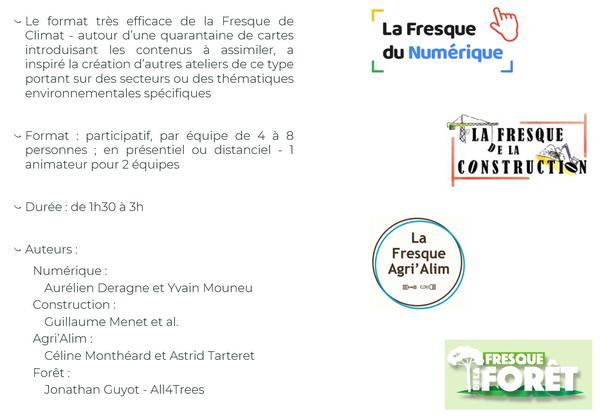 Le format très efficace de la Fresque de
Climat - autour d'une quarantaine de cartes
introduisant les contenus à assimiler, a
inspiré la création d'autres ateliers de ce type
portant sur des secteurs ou des thématiques
environnementales spécifiques
Format : participatif, par équipe de 4 à 8
personnes ; en présentiel ou distanciel - 1
animateur pour 2 équipes
Durée : de 1h30 à 3h
Auteurs :
Numérique :
Aurélien Deragne et Yvain Mouneu
Construction :
Guillaume Menet et al.
Agri'Alim :
Céline Monthéard et Astrid Tarteret
Forêt :
Jonathan Guyot - All4Trees
La Fresque
du Numérique
LA FRESQUE
DE LA
CONSTRUCTION
La
Fresque
Agri'Alim
FRESQUE
DE LA
FORÊT